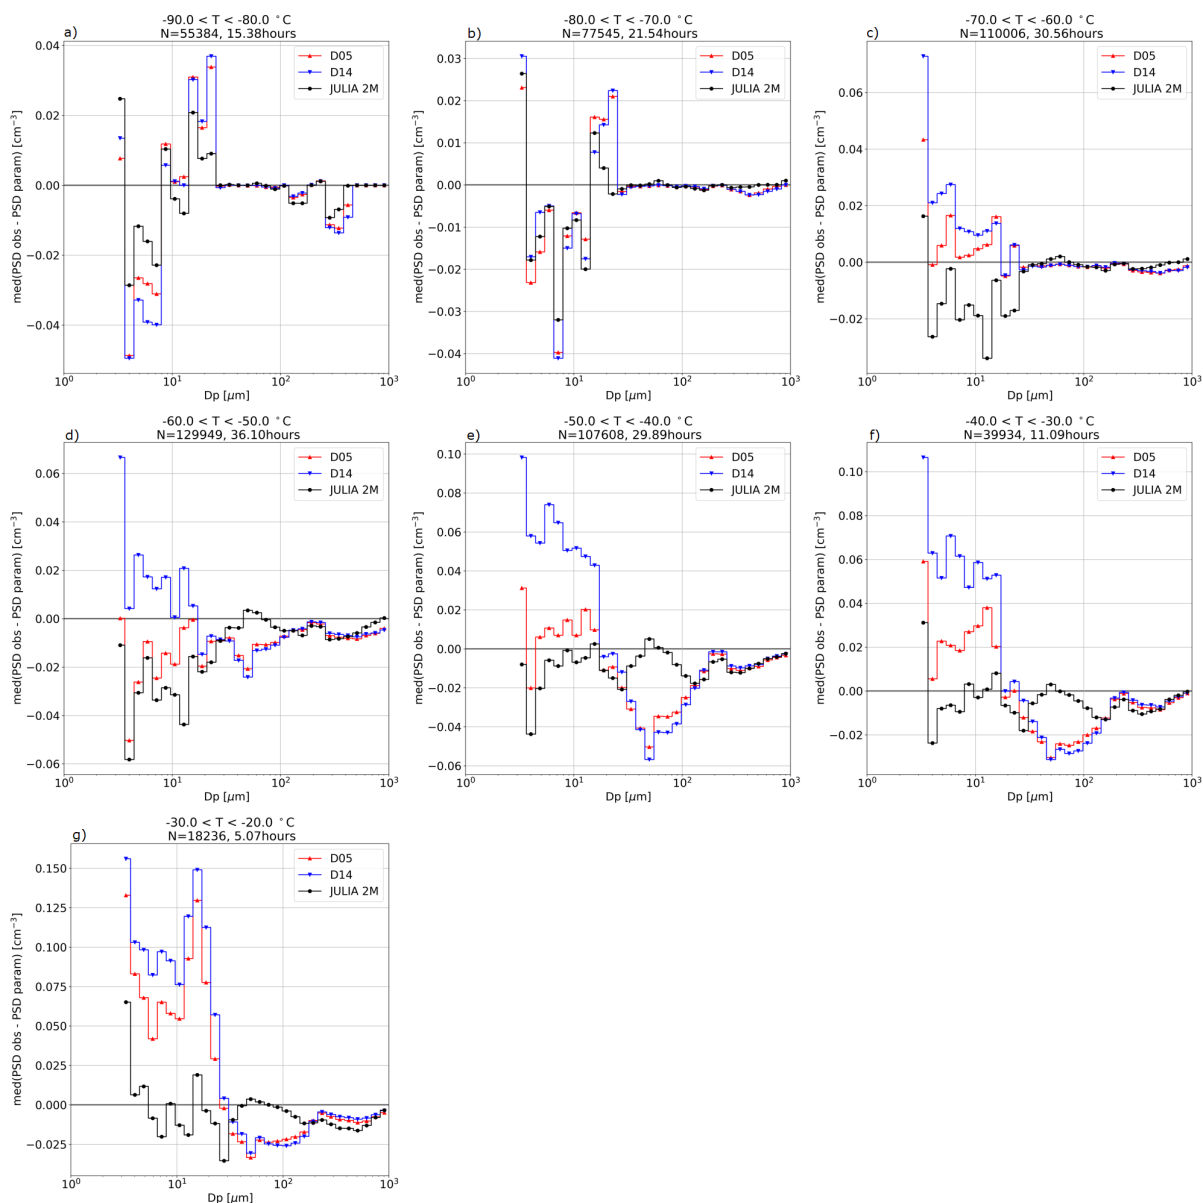 a)
-90.0 < T < -80.0 °C
N=55384, 15.38hours
D05
D14
JULIA 2M
med(PSD obs - PSD param) [cm⁻³]
0.04
0.02
0.00
−0.02
−0.04
10⁰ 10¹ 10² 10³
Dp [μm]
b)
-80.0 < T < -70.0 °C
N=77545, 21.54hours
D05
D14
JULIA 2M
med(PSD obs - PSD param) [cm⁻³]
0.03
0.02
0.01
0.00
−0.01
−0.02
−0.03
−0.04
10⁰ 10¹ 10² 10³
Dp [μm]
c)
-70.0 < T < -60.0 °C
N=110006, 30.56hours
D05
D14
JULIA 2M
med(PSD obs - PSD param) [cm⁻³]
0.06
0.04
0.02
0.00
−0.02
10⁰ 10¹ 10² 10³
Dp [μm]
d)
-60.0 < T < -50.0 °C
N=129949, 36.10hours
D05
D14
JULIA 2M
med(PSD obs - PSD param) [cm⁻³]
0.06
0.04
0.02
0.00
−0.02
−0.04
−0.06
10⁰ 10¹ 10² 10³
Dp [μm]
e)
-50.0 < T < -40.0 °C
N=107608, 29.89hours
D05
D14
JULIA 2M
med(PSD obs - PSD param) [cm⁻³]
0.10
0.08
0.06
0.04
0.02
0.00
−0.02
−0.04
−0.06
10⁰ 10¹ 10² 10³
Dp [μm]
f)
-40.0 < T < -30.0 °C
N=39934, 11.09hours
D05
D14
JULIA 2M
med(PSD obs - PSD param) [cm⁻³]
0.10
0.08
0.06
0.04
0.02
0.00
−0.02
10⁰ 10¹ 10² 10³
Dp [μm]
g)
-30.0 < T < -20.0 °C
N=18236, 5.07hours
D05
D14
JULIA 2M
med(PSD obs - PSD param) [cm⁻³]
0.150
0.125
0.100
0.075
0.050
0.025
0.000
−0.025
10⁰ 10¹ 10² 10³
Dp [μm]